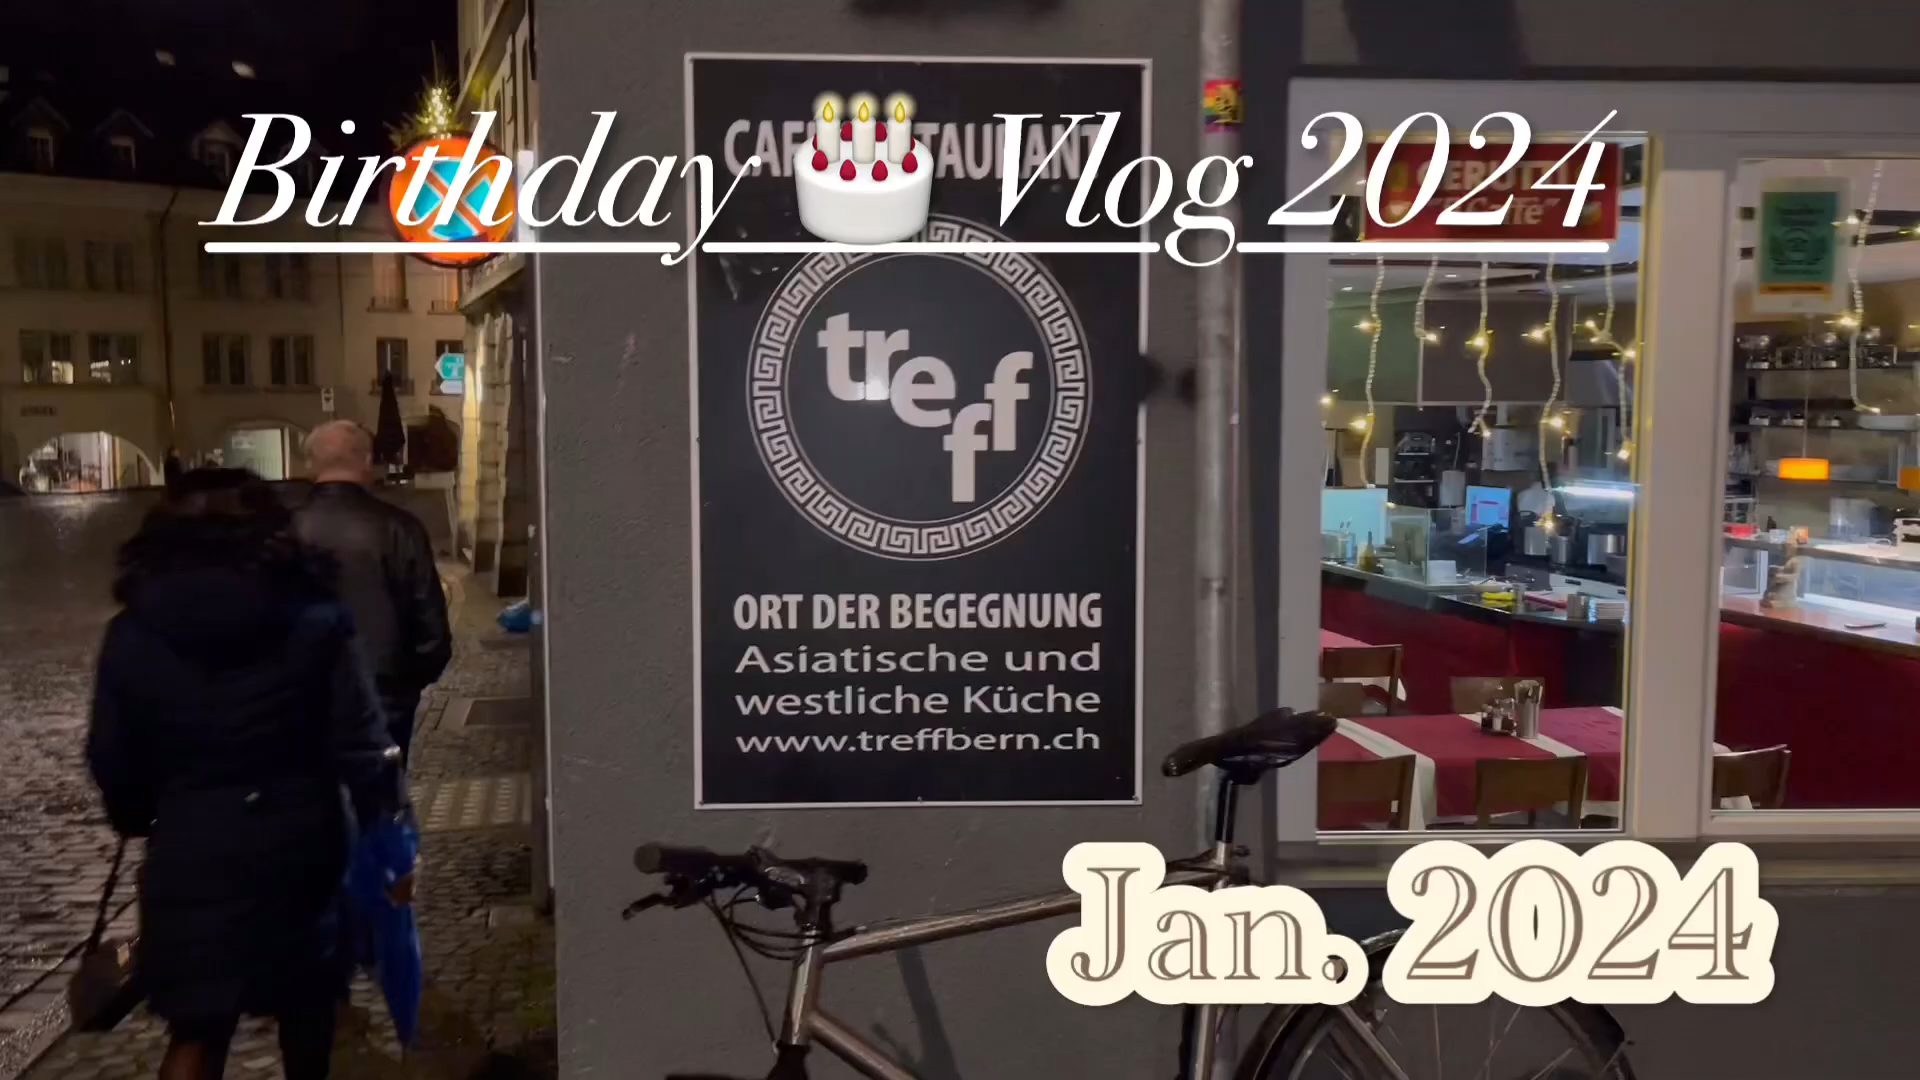 Birthday 🎂 Vlog 2024
treff
ORT DER BEGEGNUNG
Asiatische und
westliche Küche
www.treffbern.ch
Jan. 2024